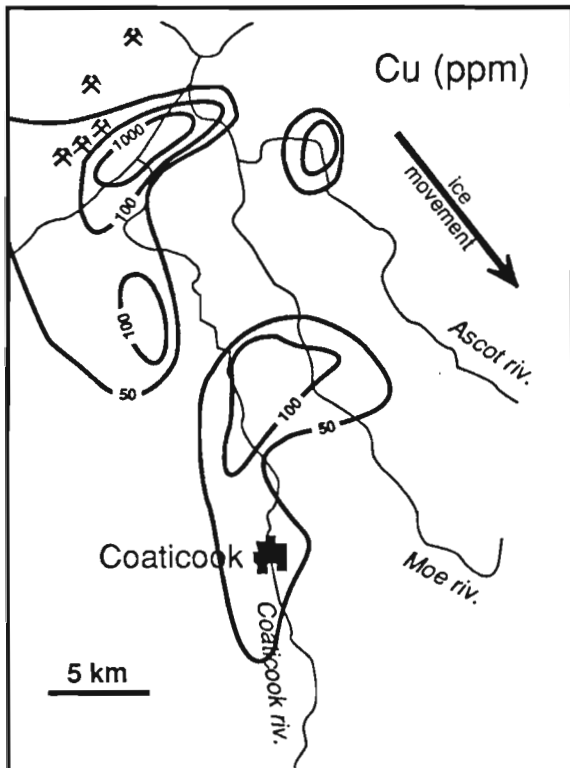 Cu (ppm)
1000
100
ice
movement
100
50
Ascot riv.
100
50
Coaticook
Moe riv.
Coaticook riv.
5 km